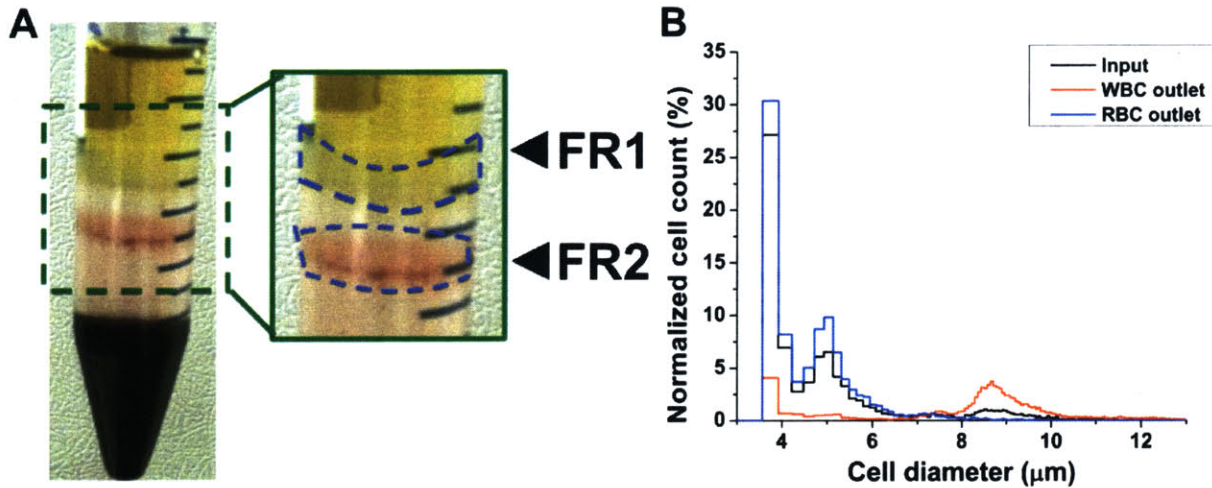 A
FR1
FR2
B
Normalized cell count (%)
35
30
25
20
15
10
5
0
4
6
8
10
12
Cell diameter (μm)
Input
WBC outlet
RBC outlet